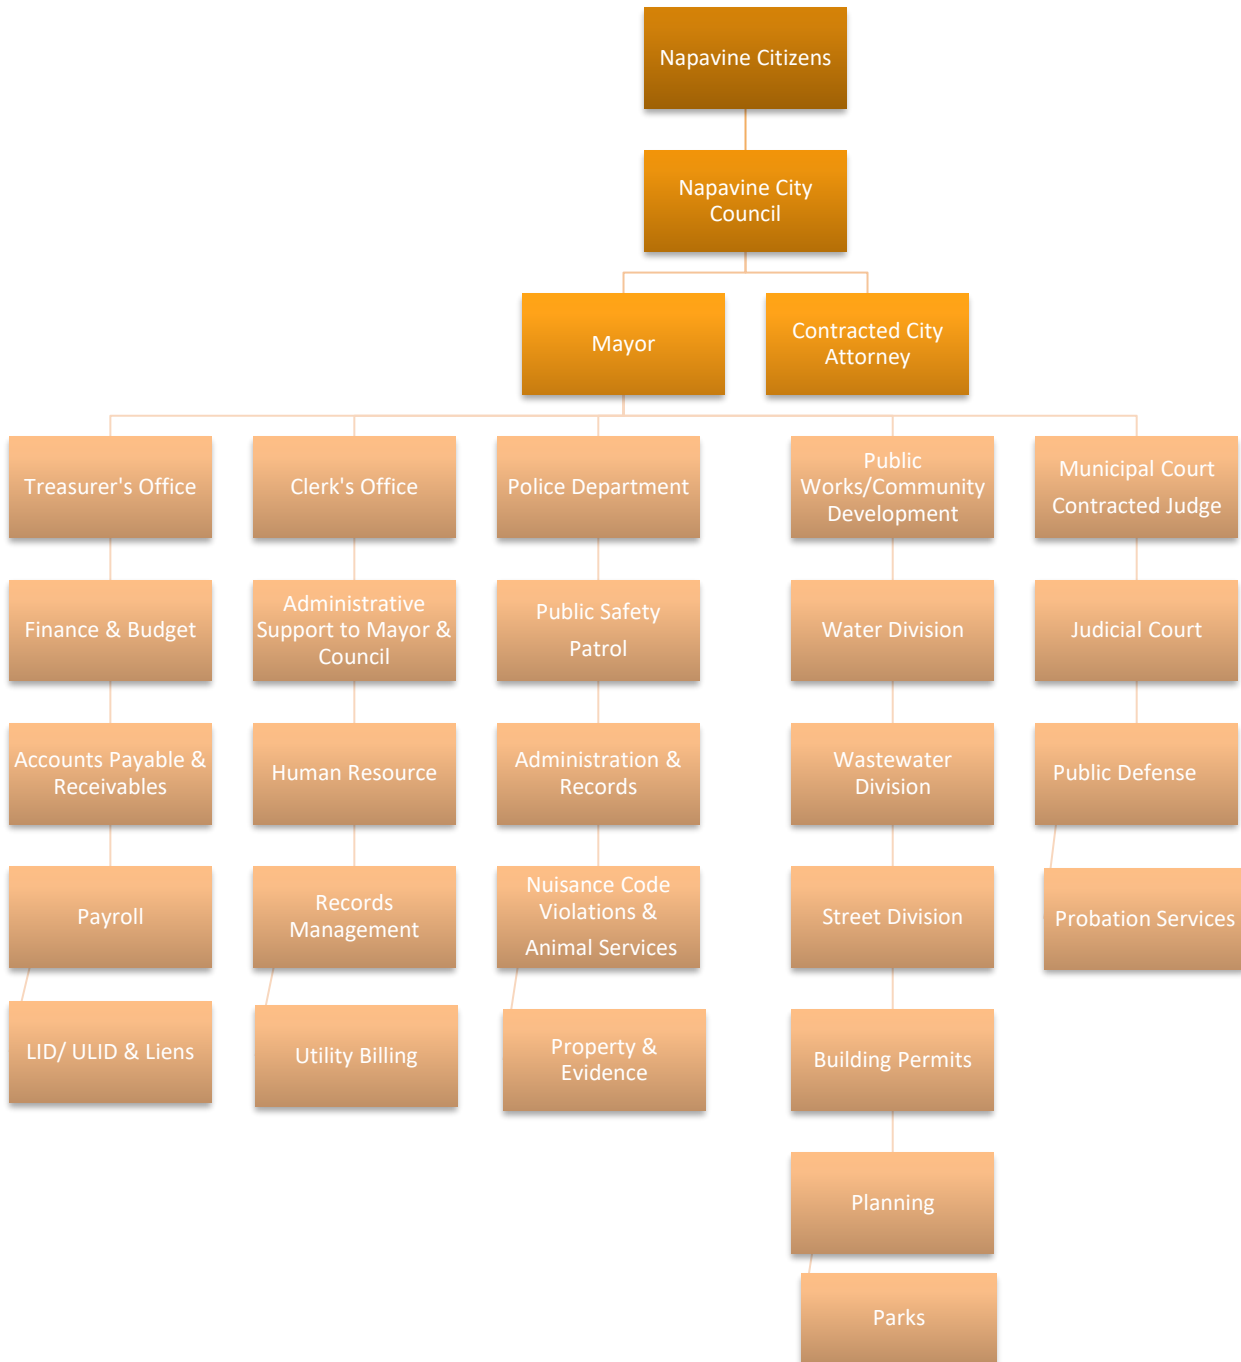 Napavine Citizens
Napavine City
Council
Mayor
Contracted City
Attorney
Treasurer's Office
Clerk's Office
Police Department
Public
Works/Community
Development
Municipal Court
Contracted Judge
Finance & Budget
Administrative
Support to Mayor &
Council
Public Safety
Patrol
Water Division
Judicial Court
Accounts Payable &
Receivables
Human Resource
Administration &
Records
Wastewater
Division
Public Defense
Payroll
Records
Management
Nuisance Code
Violations &
Animal Services
Street Division
Probation Services
LID/ ULID & Liens
Utility Billing
Property &
Evidence
Building Permits
Planning
Parks